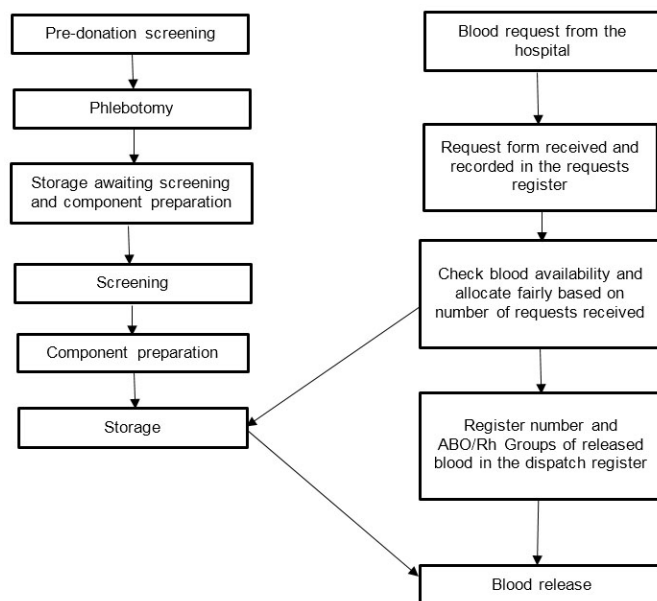 Pre-donation screening
Phlebotomy
Storage awaiting screening
and component preparation
Screening
Component preparation
Storage
Blood request from the
hospital
Request form received and
recorded in the requests
register
Check blood availability and
allocate fairly based on
number of requests received
Register number and
ABO/Rh Groups of released
blood in the dispatch register
Blood release